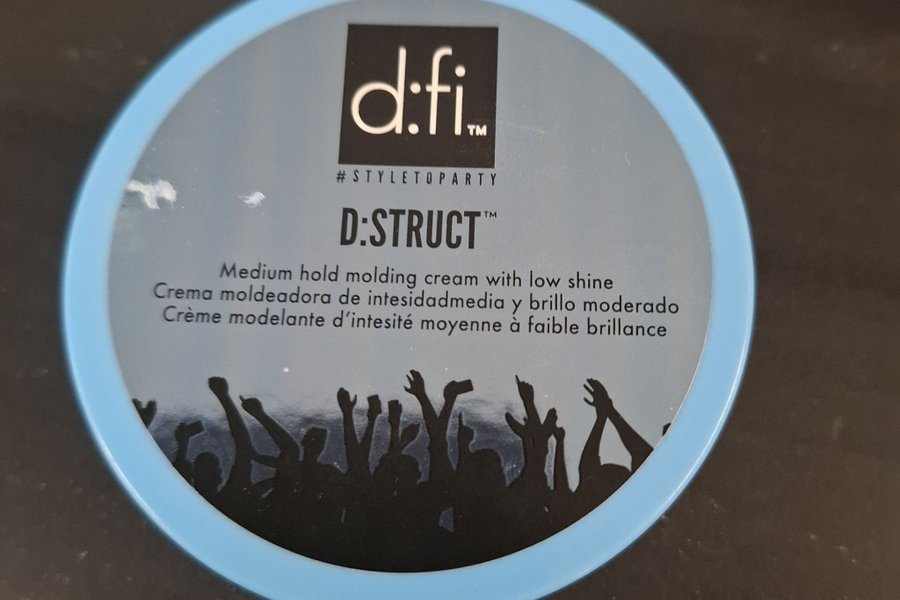 d:fi™
#STYLETOPARTY
D:STRUCT™
Medium hold molding cream with low shine
Crema moldeadora de intesidadmedia y brillo moderado
Crème modelante d'intesité moyenne à faible brillance